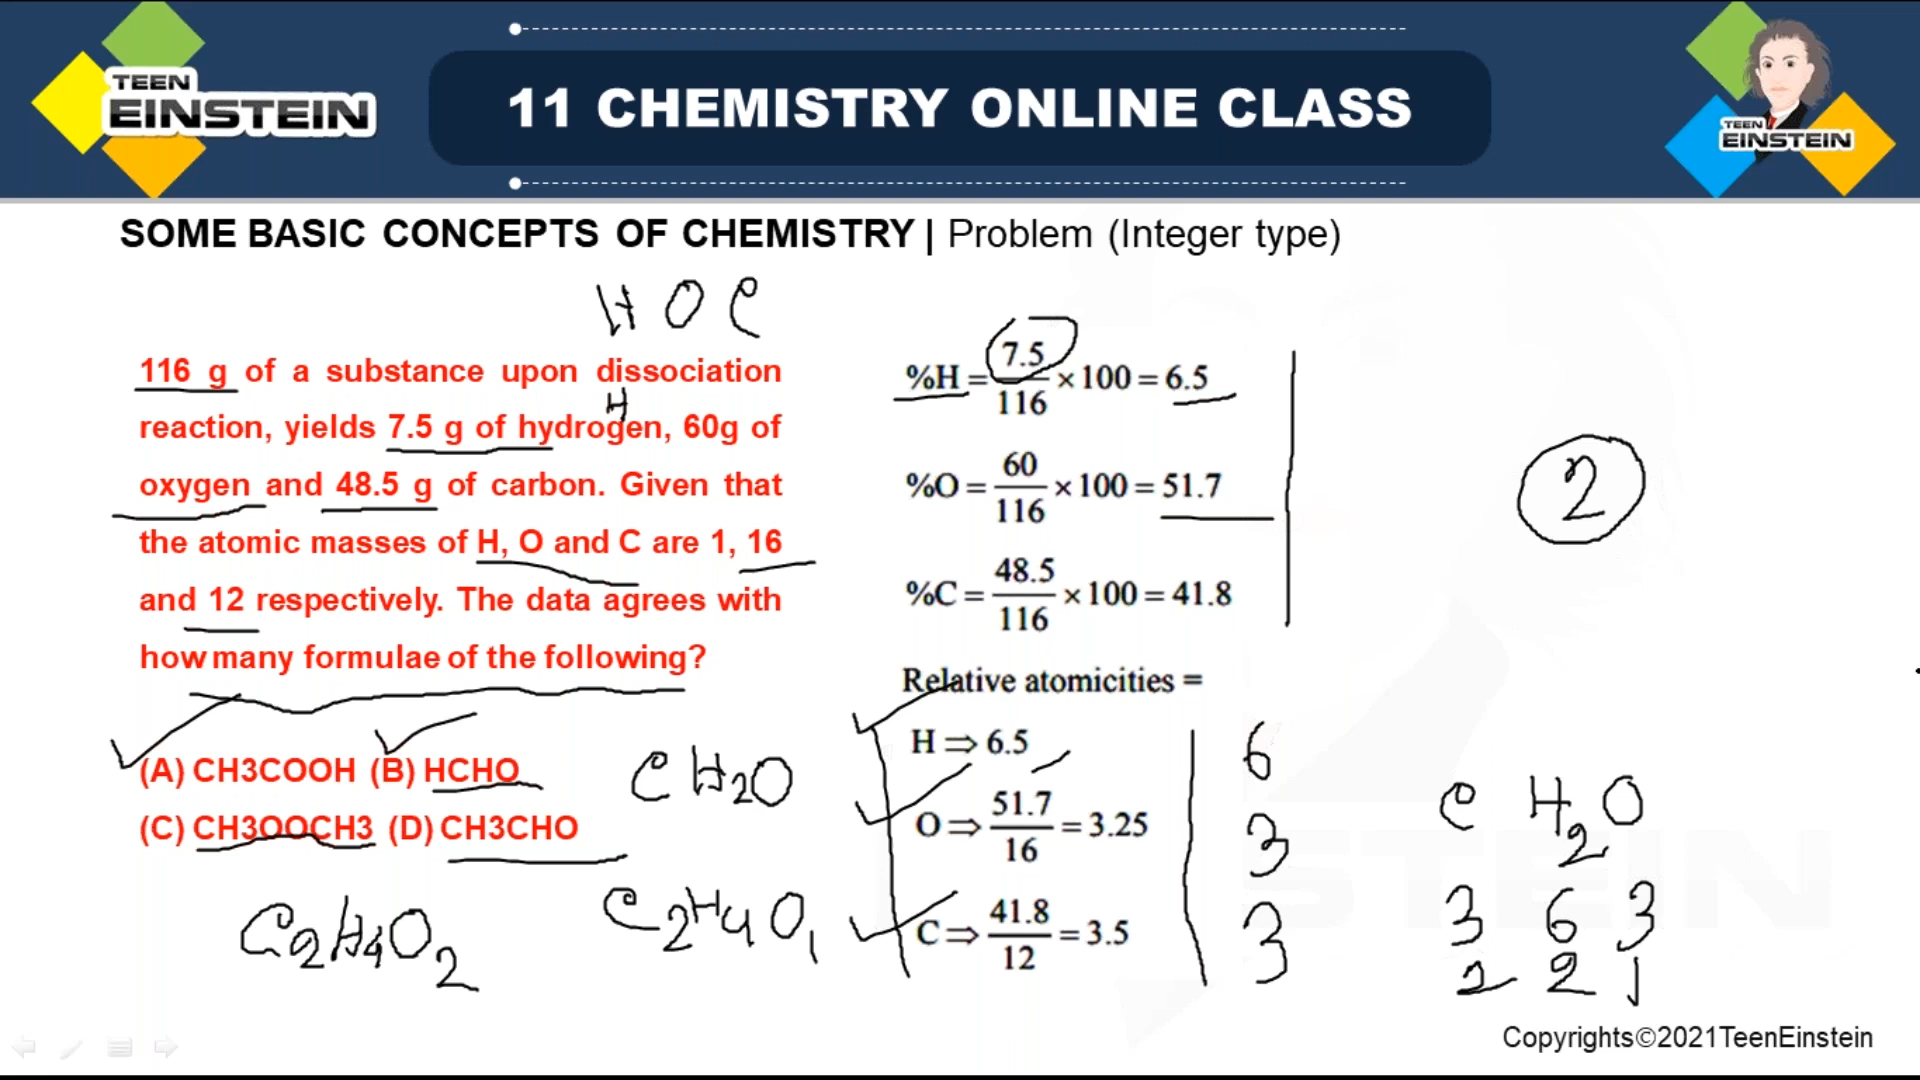 TEEN
EINSTEIN
11 CHEMISTRY ONLINE CLASS
TEEN
EINSTEIN
SOME BASIC CONCEPTS OF CHEMISTRY | Problem (Integer type)
H O C
116 g of a substance upon dissociation
H
reaction, yields 7.5 g of hydrogen, 60g of
oxygen and 48.5 g of carbon. Given that
the atomic masses of H, O and C are 1, 16
and 12 respectively. The data agrees with
how many formulae of the following?
(A) CH3COOH (B) HCHO
(C) CH3OOCH3 (D) CH3CHO
CH2O
C2H4O2
C2H4O1
%H = 7.5/116 × 100 = 6.5
%O = 60/116 × 100 = 51.7
%C = 48.5/116 × 100 = 41.8
Relative atomicities =
H ⇒ 6.5
O ⇒ 51.7/16 = 3.25
C ⇒ 41.8/12 = 3.5
6
3
3
2
C H2O
3 6 3
1 2 1
Copyrights©2021TeenEinstein